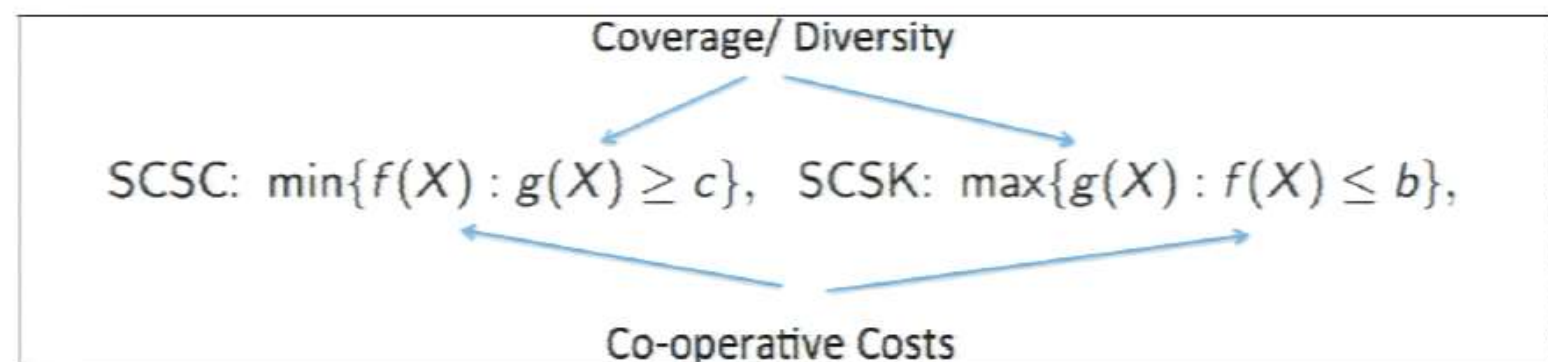 Coverage/ Diversity
SCSC: min{f(X) : g(X) ≥ c}, SCSK: max{g(X) : f(X) ≤ b},
Co-operative Costs